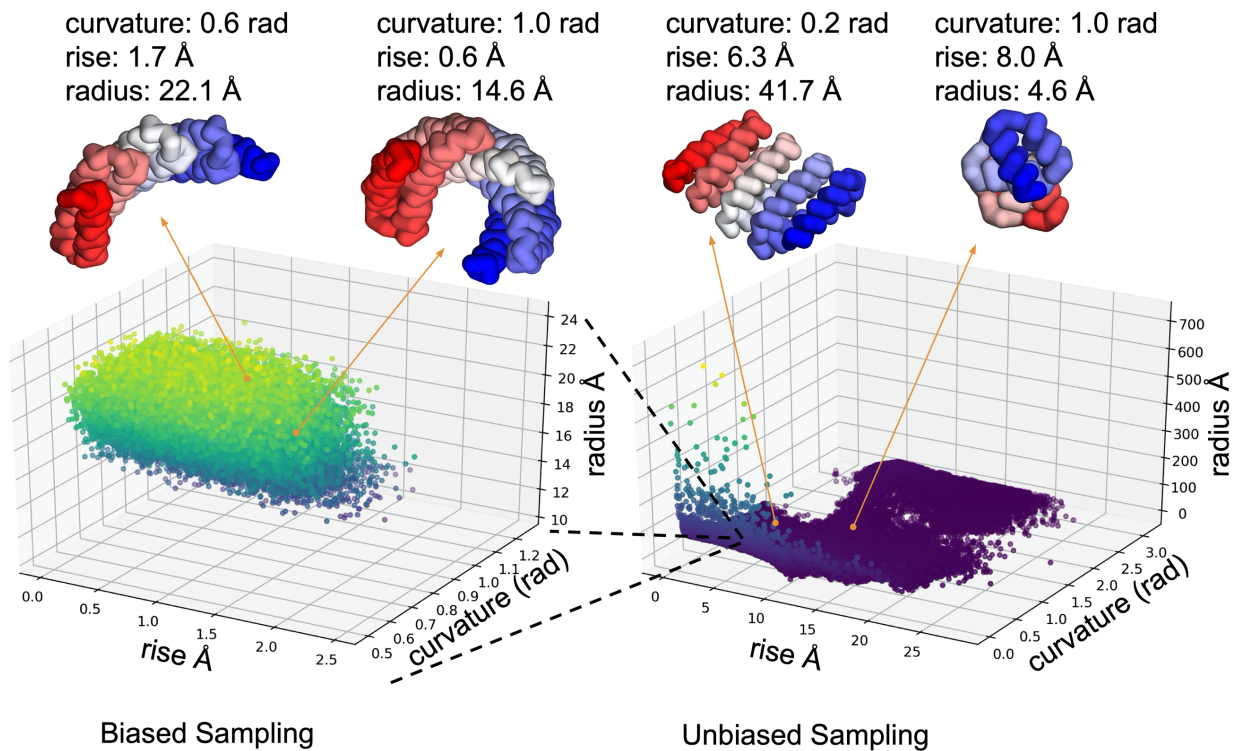 curvature: 0.6 rad
rise: 1.7 Å
radius: 22.1 Å
curvature: 1.0 rad
rise: 0.6 Å
radius: 14.6 Å
curvature: 0.2 rad
rise: 6.3 Å
radius: 41.7 Å
curvature: 1.0 rad
rise: 8.0 Å
radius: 4.6 Å
24
22
20
18
16
14
12
10
radius Å
0.0
0.5
1.0
1.5
2.0
2.5
rise Å
0.5
0.6
0.7
0.8
0.9
1.0
1.1
1.2
curvature (rad)
700
600
500
400
300
200
100
0
radius Å
0
5
10
15
20
25
rise Å
0.0
0.5
1.0
1.5
2.0
2.5
3.0
curvature (rad)
Biased Sampling
Unbiased Sampling